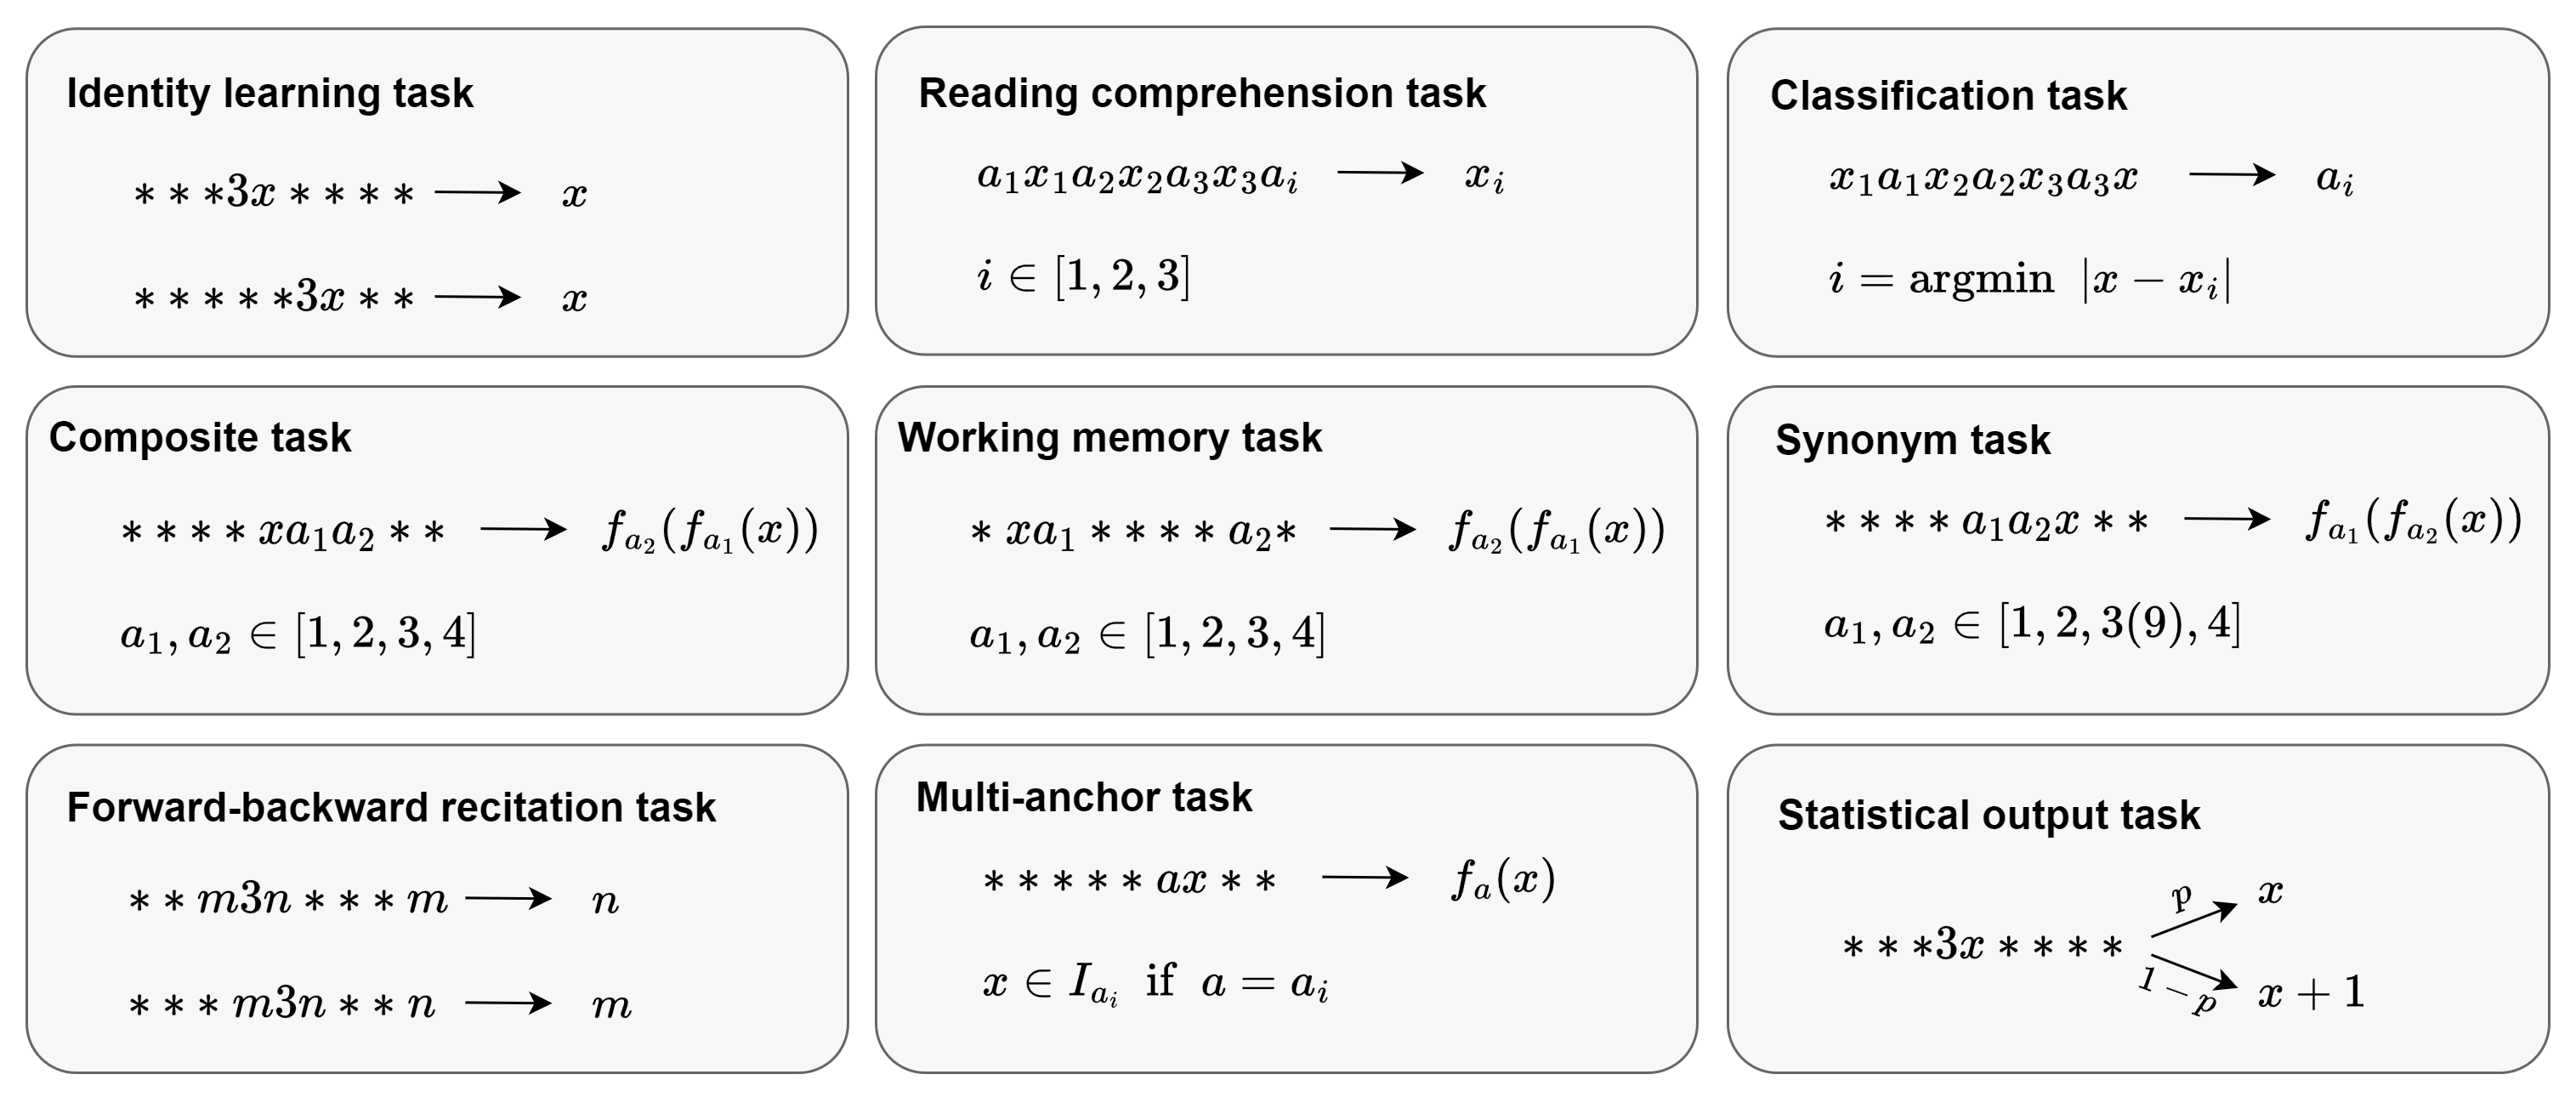 Identity learning task
∗ ∗ ∗3x ∗ ∗ ∗ ∗ ⟶ x
∗ ∗ ∗ ∗ ∗3x ∗ ∗ ⟶ x
Reading comprehension task
a₁x₁a₂x₂a₃x₃aᵢ ⟶ xᵢ
i ∈ [1, 2, 3]
Classification task
x₁a₁x₂a₂x₃a₃x ⟶ aᵢ
i = argmin |x − xᵢ|
Composite task
∗ ∗ ∗ ∗ xa₁a₂ ∗ ∗ ⟶ f_{a₂}(f_{a₁}(x))
a₁, a₂ ∈ [1, 2, 3, 4]
Working memory task
∗ xa₁ ∗ ∗ ∗ ∗ a₂∗ ⟶ f_{a₂}(f_{a₁}(x))
a₁, a₂ ∈ [1, 2, 3, 4]
Synonym task
∗ ∗ ∗ ∗ a₁a₂x ∗ ∗ ⟶ f_{a₁}(f_{a₂}(x))
a₁, a₂ ∈ [1, 2, 3(9), 4]
Forward-backward recitation task
∗ ∗ m3n ∗ ∗ ∗ m ⟶ n
∗ ∗ ∗ m3n ∗ ∗ n ⟶ m
Multi-anchor task
∗ ∗ ∗ ∗ ∗ ax ∗ ∗ ⟶ f_a(x)
x ∈ I_{aᵢ} if a = aᵢ
Statistical output task
p x
∗ ∗ ∗3x ∗ ∗ ∗ ∗
1 − p x + 1